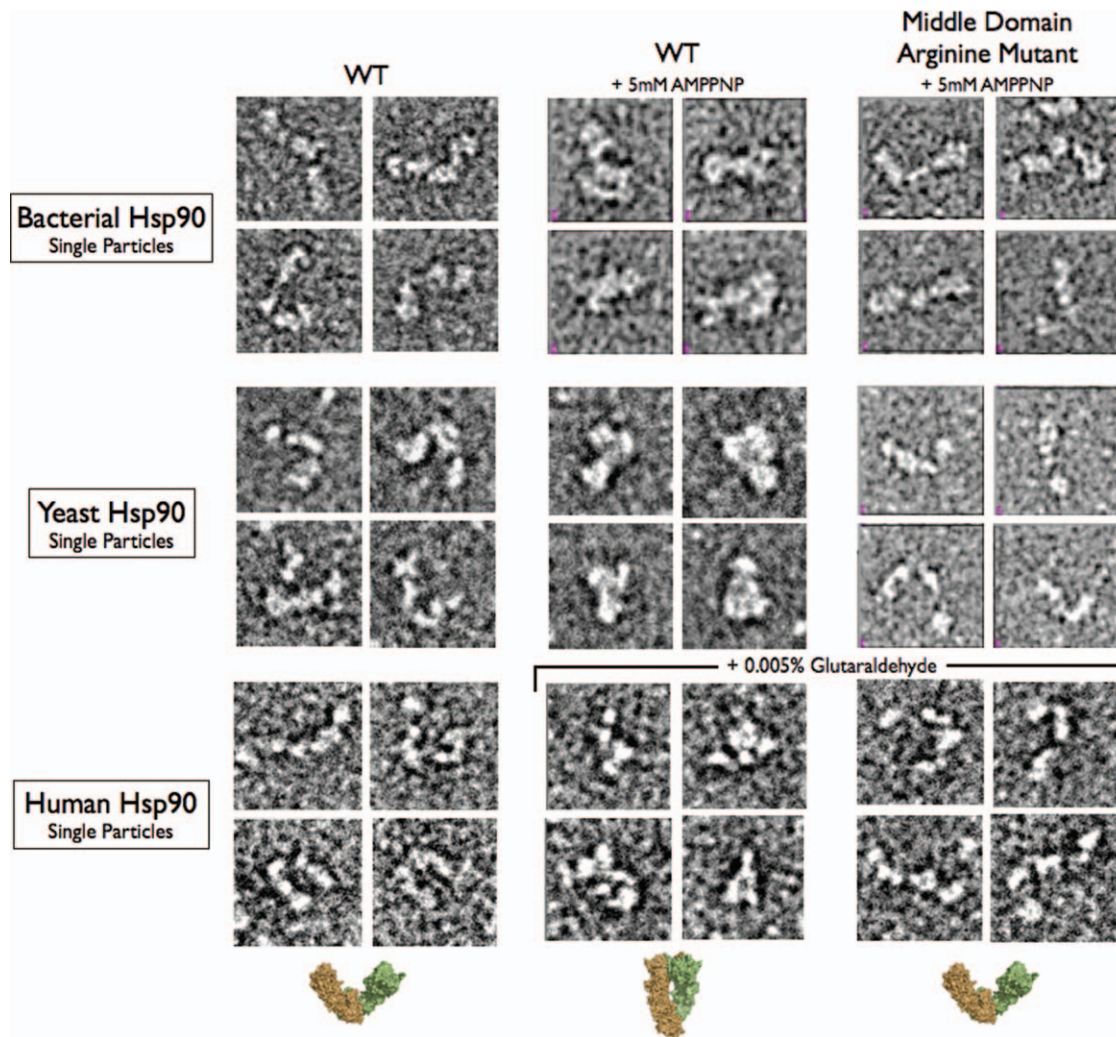 WT
WT
+ 5mM AMPPNP
Middle Domain
Arginine Mutant
+ 5mM AMPPNP
Bacterial Hsp90
Single Particles
Yeast Hsp90
Single Particles
+ 0.005% Glutaraldehyde
Human Hsp90
Single Particles